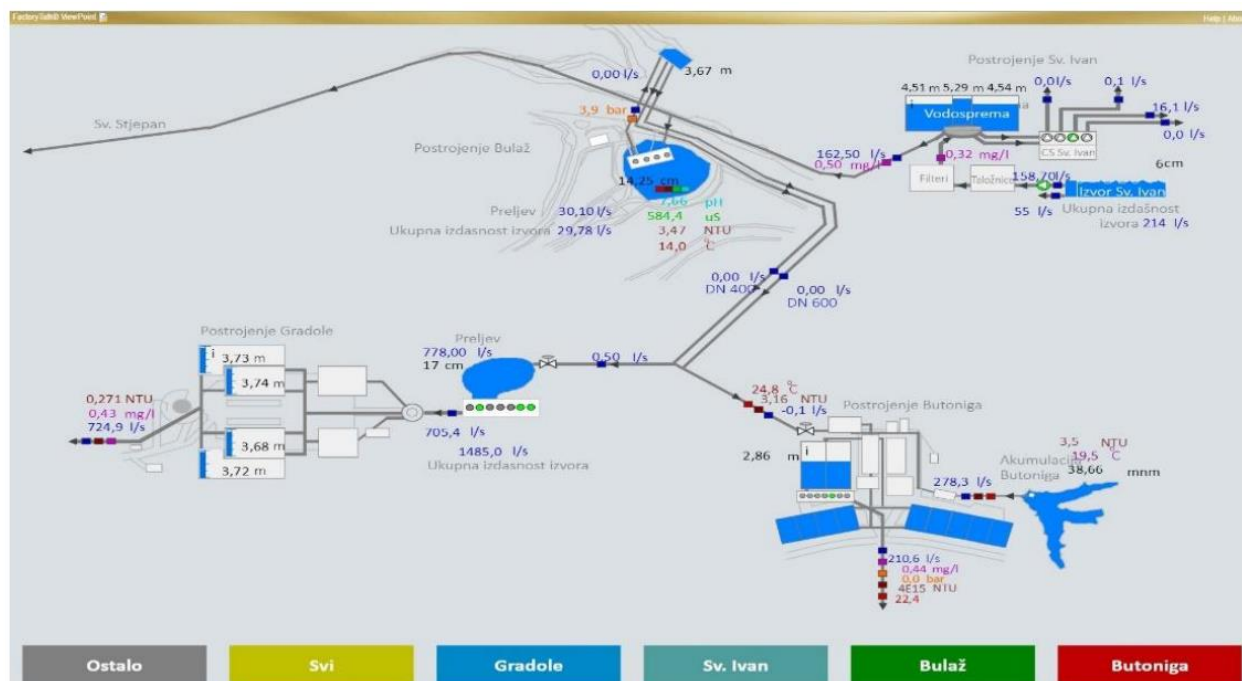 FactoryTalk® ViewPoint
Help | Abo
0,00 l/s
3,67 m
3,9 bar
Sv. Stjepan
Postrojenje Bulaž
14,25 cm
7,66 pH
584,4 uS
3,47 NTU
14,0 °C
Preljev 30,10 l/s
Ukupna izdasnost izvora 29,78 l/s
Postrojenje Sv. Ivan
4,51 m 5,29 m 4,54 m
i
Vodosprema
0,0 l/s
0,1 l/s
16,1 l/s
0,0 l/s
CS Sv. Ivan
6cm
162,50 l/s
0,50 mg/l
0,32 mg/l
Filteri
Taložnice
158,70 l/s
Izvor Sv. Ivan
55 l/s
Ukupna izdašnost
izvora 214 l/s
0,00 l/s
DN 400
0,00 l/s
DN 600
Postrojenje Gradole
i
3,73 m
3,74 m
3,68 m
3,72 m
0,271 NTU
0,43 mg/l
724,9 l/s
Preljev
778,00 l/s
17 cm
0,50 l/s
705,4 l/s
1485,0 l/s
Ukupna izdasnost izvora
24,8 °C
3,16 NTU
-0,1 l/s
Postrojenje Butoniga
2,86 m
i
278,3 l/s
3,5 NTU
19,5 °C
38,66 mnm
Akumulacija
Butoniga
210,6 l/s
0,44 mg/l
0,0 bar
4E15 NTU
22,4
Ostalo
Svi
Gradole
Sv. Ivan
Bulaž
Butoniga